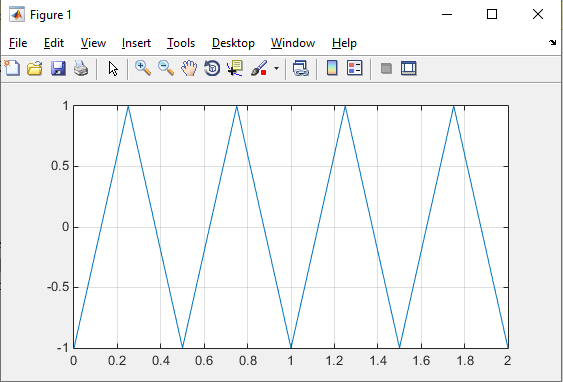 Figure 1
File Edit View Insert Tools Desktop Window Help
1
0.5
0
-0.5
-1
0 0.2 0.4 0.6 0.8 1 1.2 1.4 1.6 1.8 2